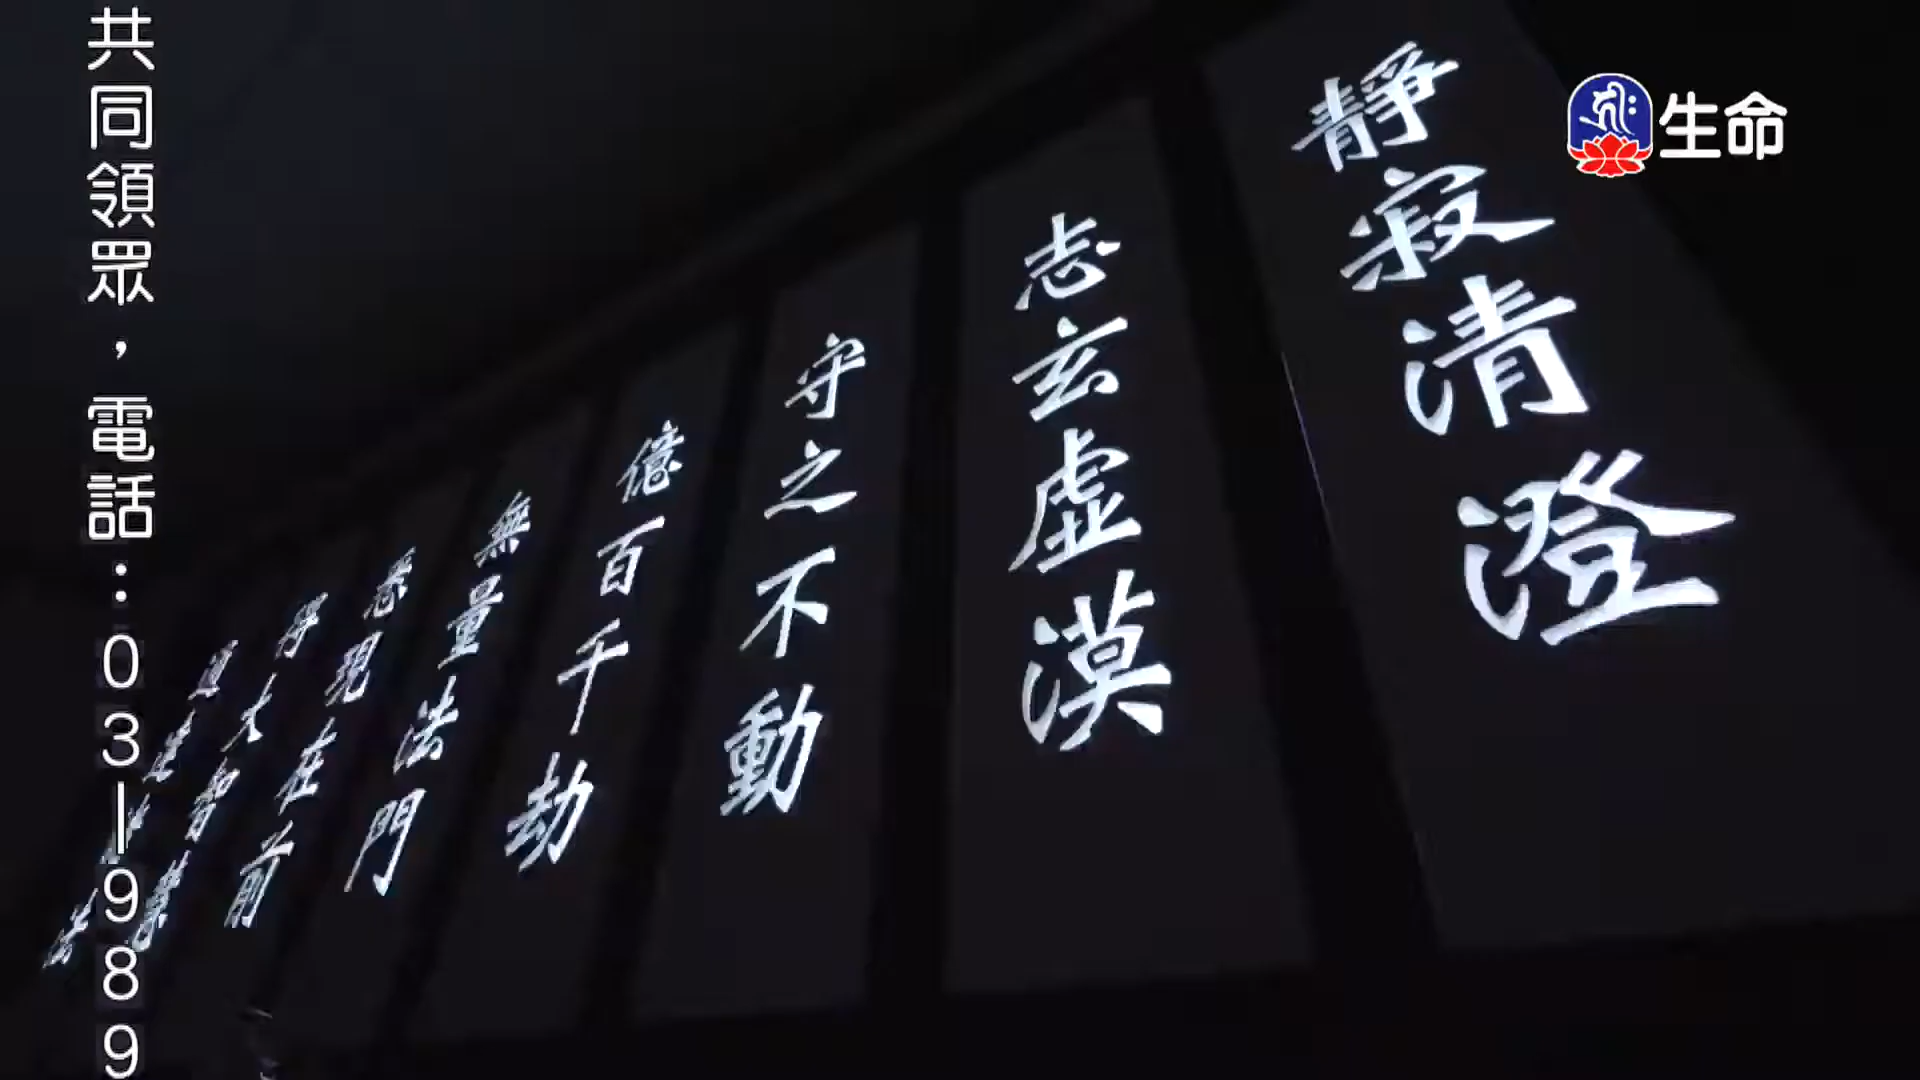 靜寂清澄
志玄虛漠
守之不動
億百千劫
無量法門
悉現在前
得大智
共同領眾，電話：03—989
生命